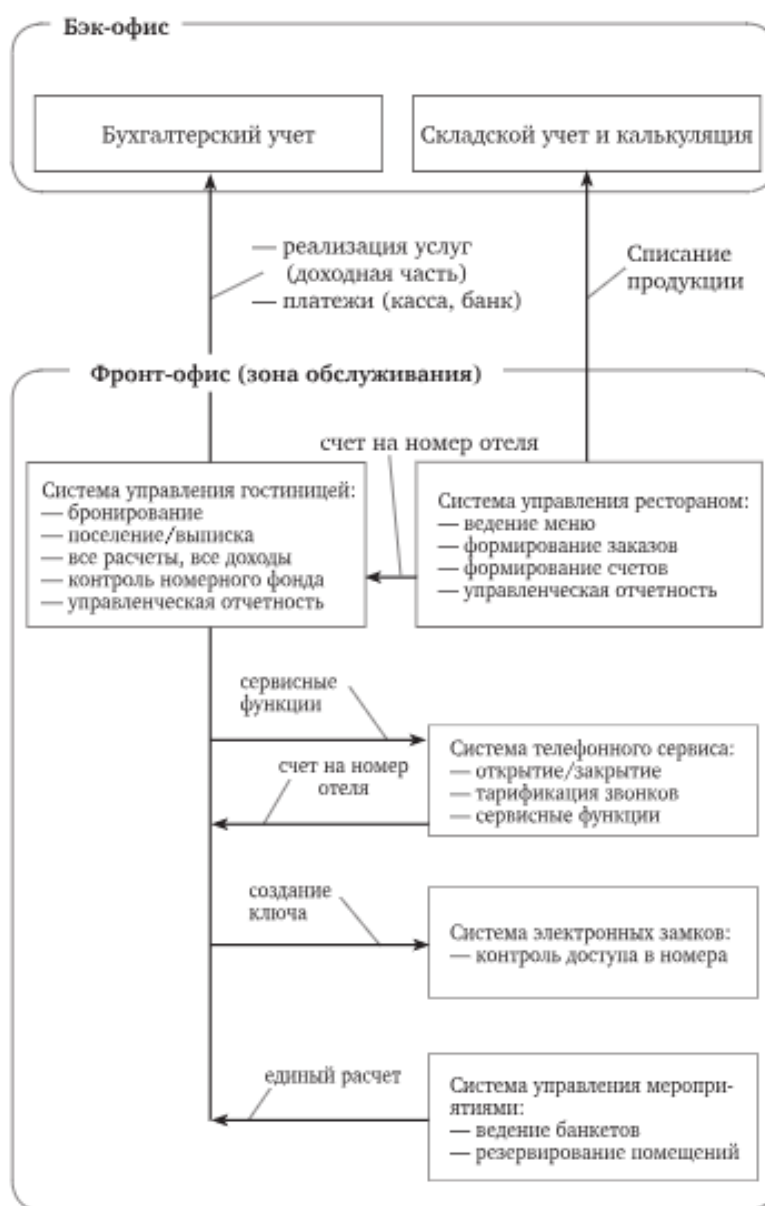 Бэк-офис
Бухгалтерский учет
Складской учет и калькуляция
— реализация услуг
(доходная часть)
— платежи (касса, банк)
Списание
продукции
Фронт-офис (зона обслуживания)
счет на номер отеля
Система управления гостиницей:
— бронирование
— поселение/выписка
— все расчеты, все доходы
— контроль номерного фонда
— управленческая отчетность
Система управления рестораном:
— ведение меню
— формирование заказов
— формирование счетов
— управленческая отчетность
сервисные
функции
Система телефонного сервиса:
— открытие/закрытие
— тарификация звонков
— сервисные функции
счет на номер
отеля
создание
ключа
Система электронных замков:
— контроль доступа в номера
единый расчет
Система управления мероприя-
тиями:
— ведение банкетов
— резервирование помещений